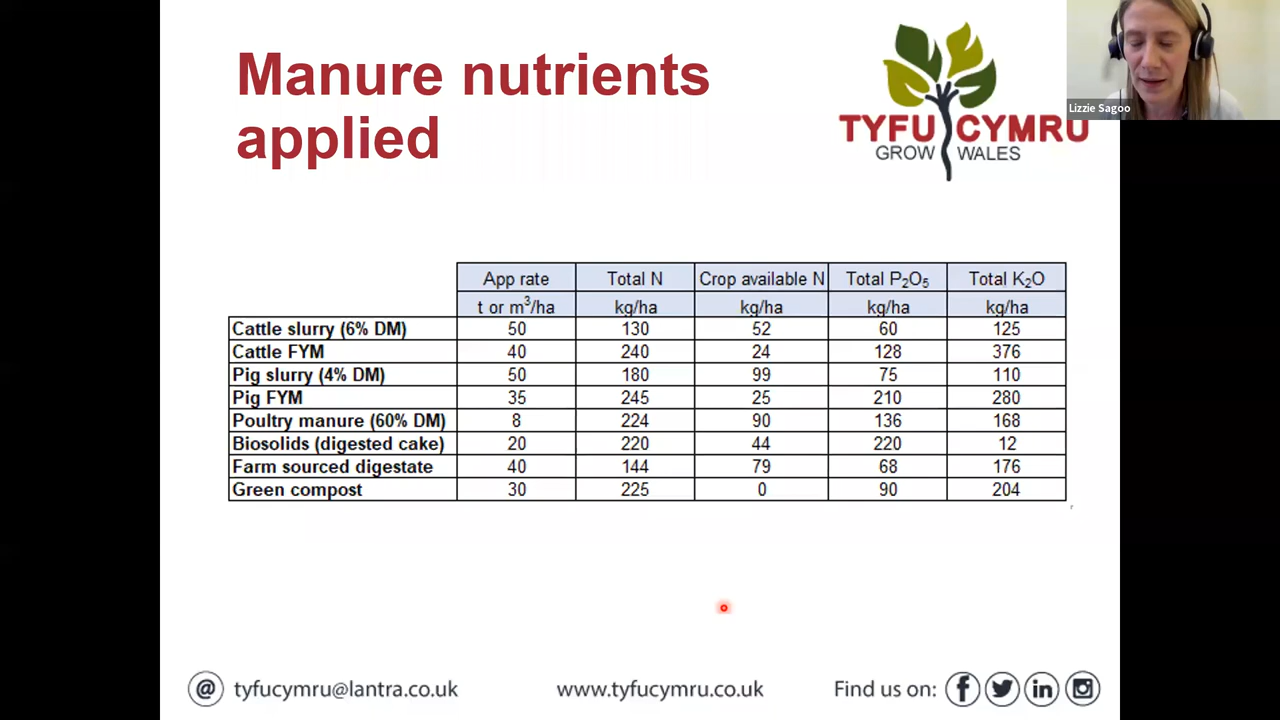 Manure nutrients
applied
TYFU CYMRU
GROW WALES
Lizzie Sagoo
App rate Total N Crop available N Total P₂O₅ Total K₂O
t or m³/ha kg/ha kg/ha kg/ha kg/ha
Cattle slurry (6% DM) 50 130 52 60 125
Cattle FYM 40 240 24 128 376
Pig slurry (4% DM) 50 180 99 75 110
Pig FYM 35 245 25 210 280
Poultry manure (60% DM) 8 224 90 136 168
Biosolids (digested cake) 20 220 44 220 12
Farm sourced digestate 40 144 79 68 176
Green compost 30 225 0 90 204
@ tyfucymru@lantra.co.uk www.tyfucymru.co.uk Find us on: